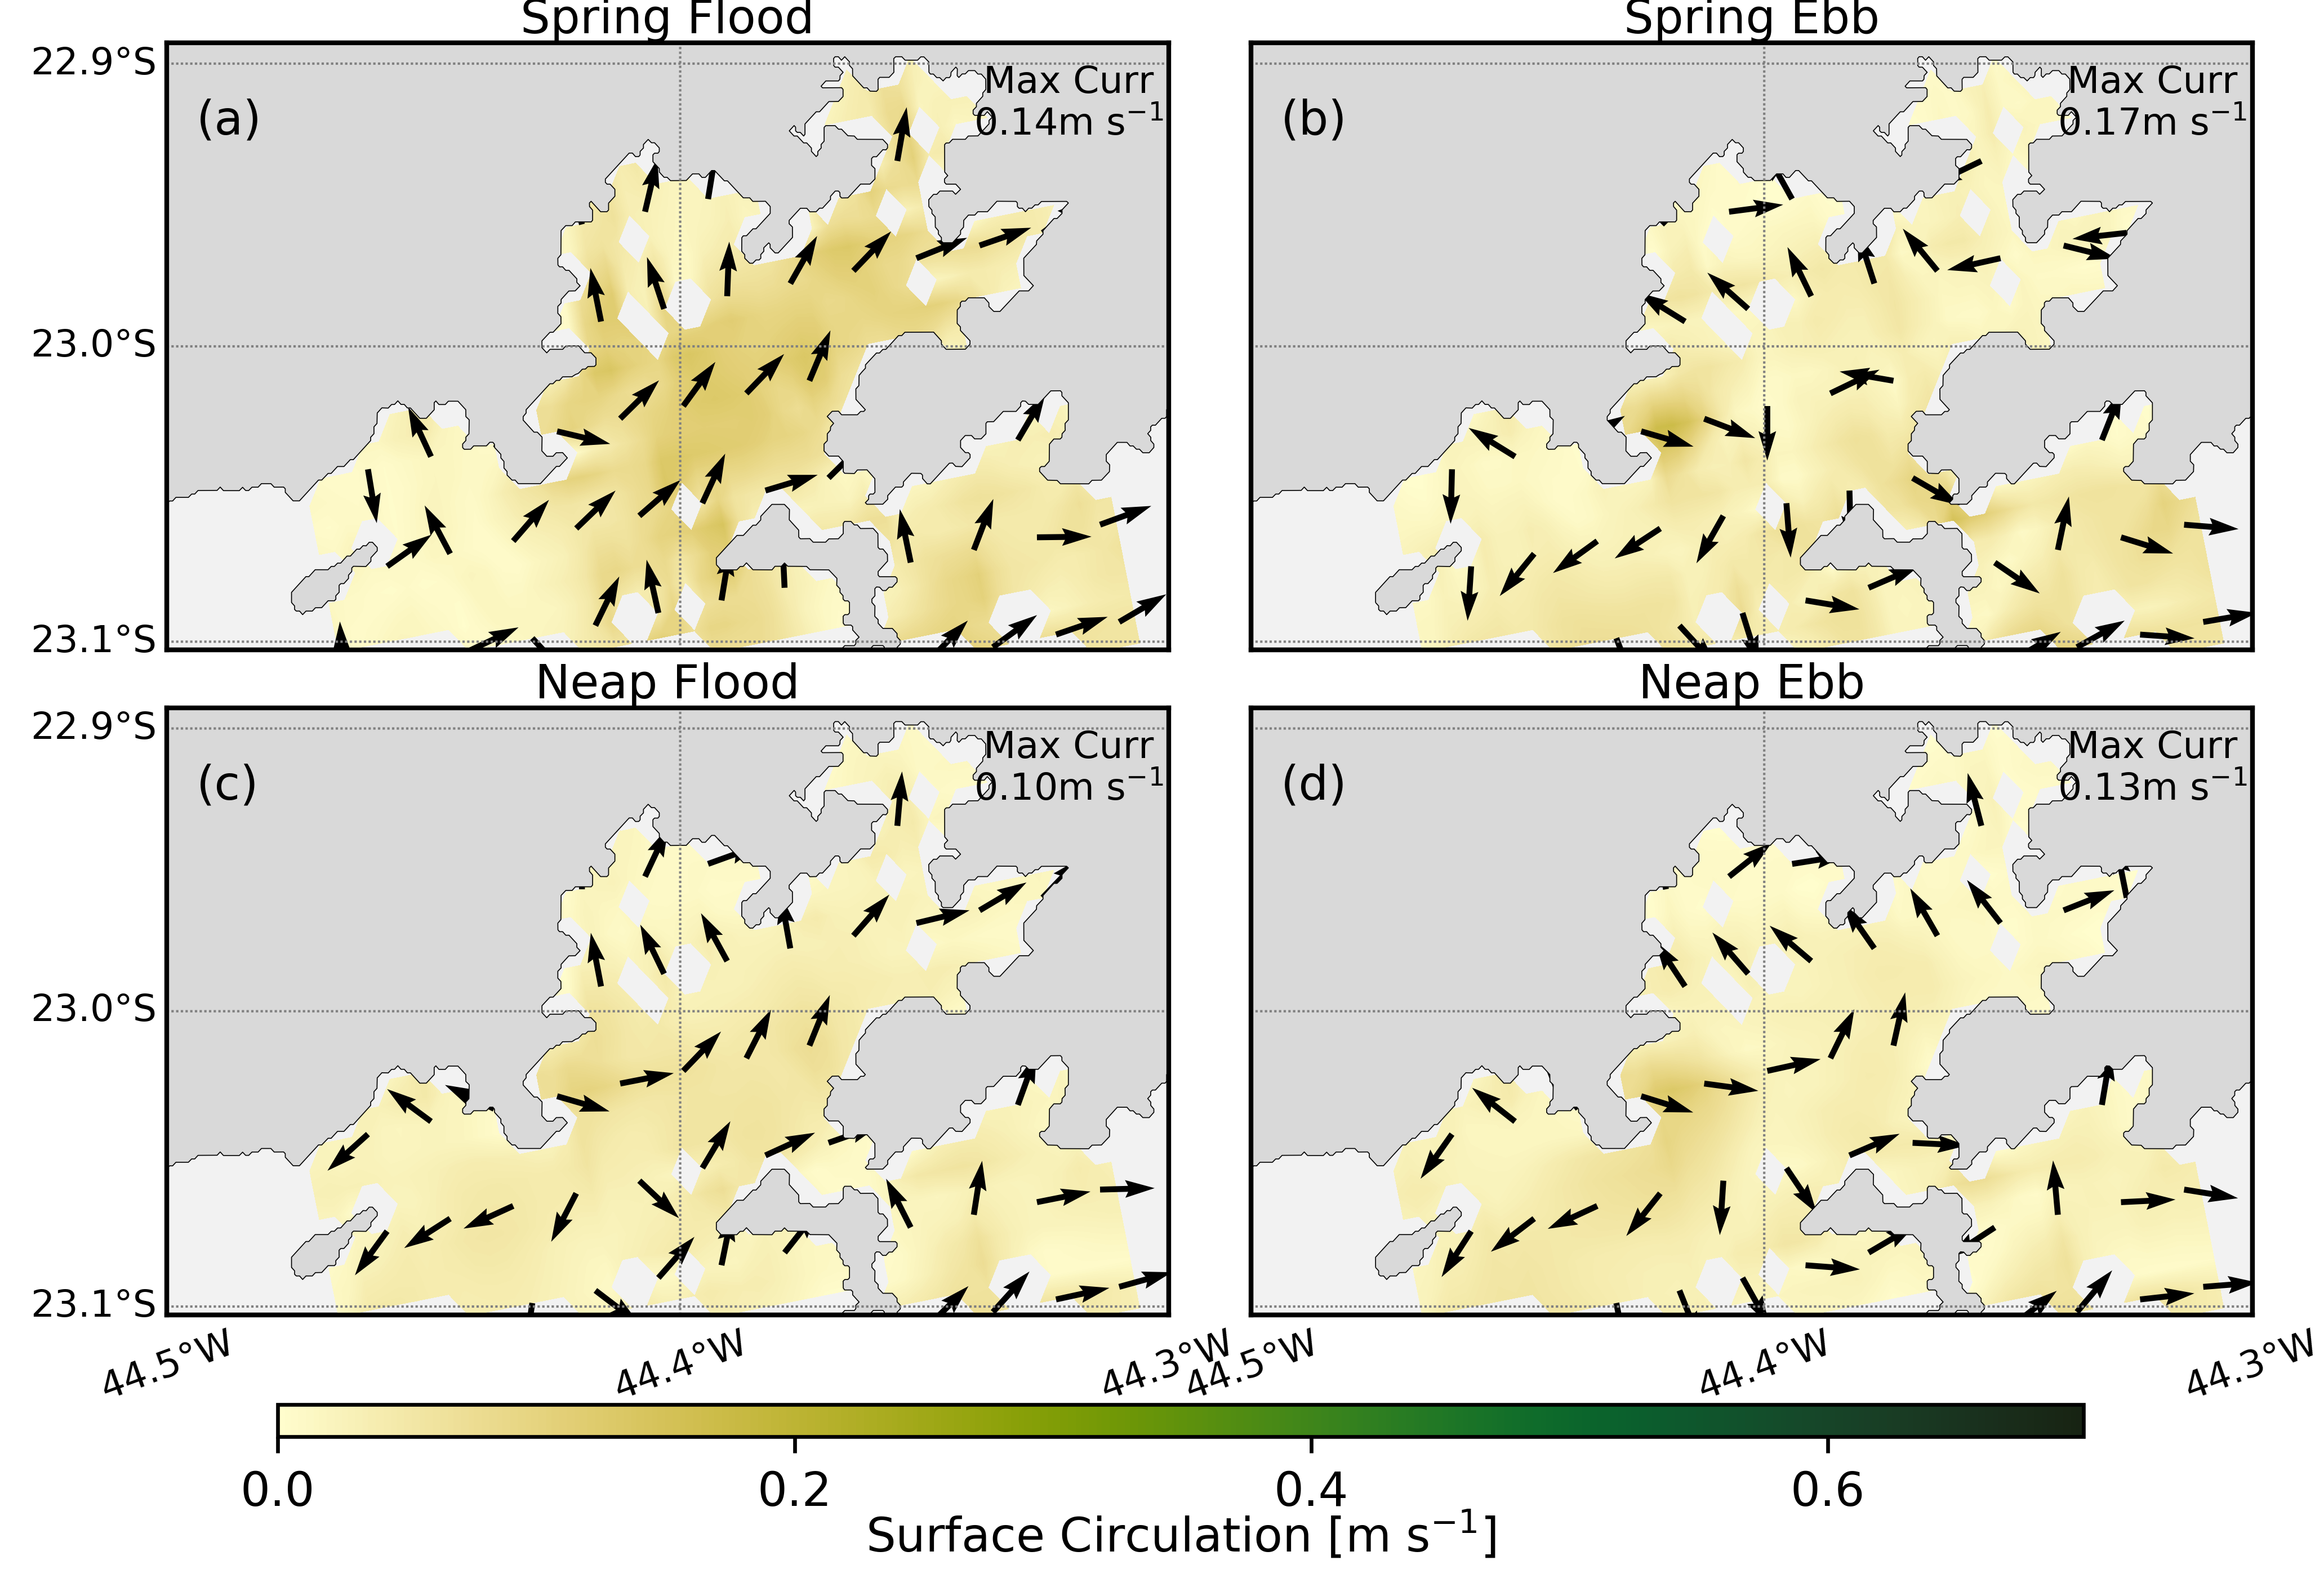 Spring Flood
Spring Ebb
22.9°S
(a)
Max Curr
0.14m s⁻¹
(b)
Max Curr
0.17m s⁻¹
23.0°S
23.1°S
Neap Flood
Neap Ebb
22.9°S
(c)
Max Curr
0.10m s⁻¹
(d)
Max Curr
0.13m s⁻¹
23.0°S
23.1°S
44.5°W
44.4°W
44.3°W
44.5°W
44.4°W
44.3°W
0.0
0.2
0.4
0.6
Surface Circulation [m s⁻¹]